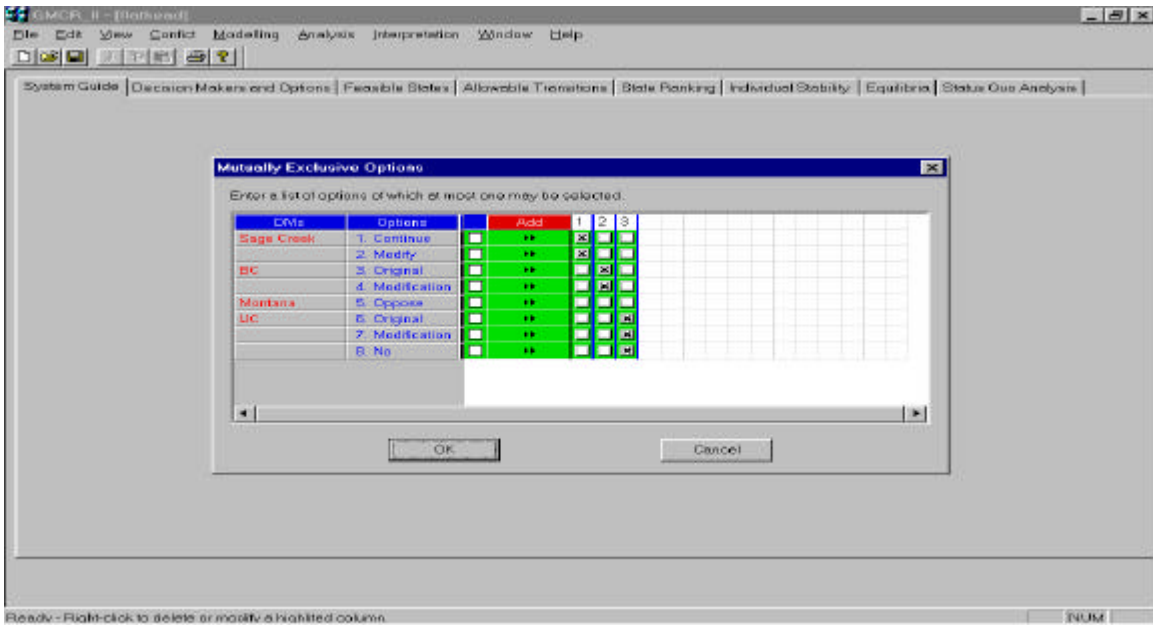 GMCR_II - [flathead]
File Edit View Conflict Modelling Analysis Interpretation Window Help
System Guide Decision Makers and Options Feasible States Allowable Transitions State Ranking Individual Stability Equilibria Status Quo Analysis
Mutually Exclusive Options
Enter a list of options of which at most one may be selected.
DMs Options Add 1 2 3
Sage Creek 1. Continue
2. Modify
BC 3. Original
4. Modification
Montana 5. Oppose
IJC 6. Original
7. Modification
8. No
OK Cancel
Ready - Right-click to delete or modify a highlited column. NUM